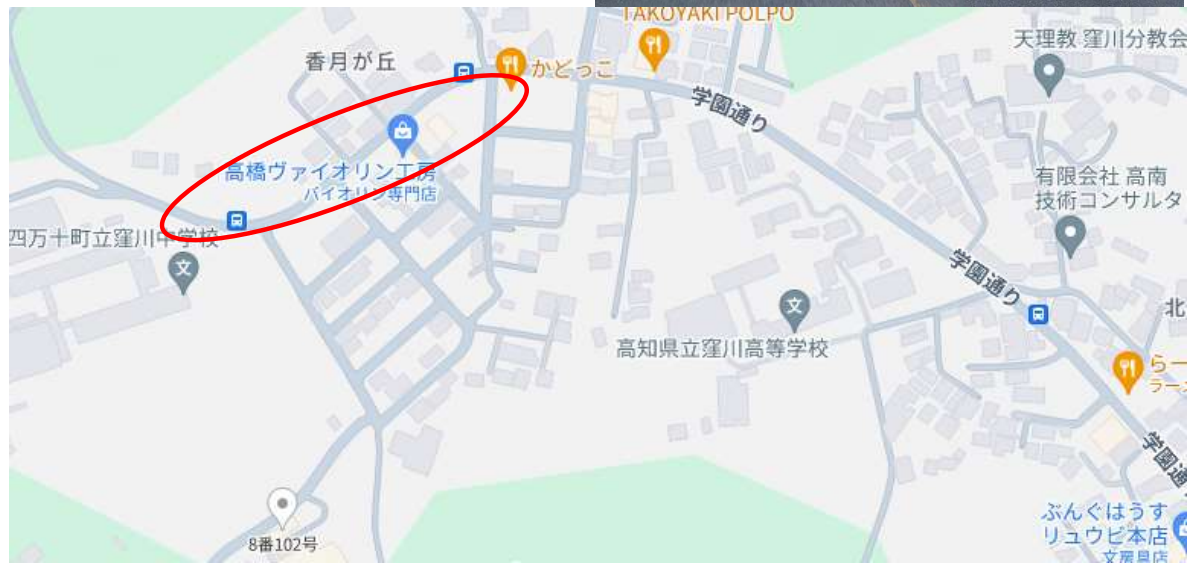 TAKOYAKI POLPO
天理教 窪川分教会
香月が丘
かどっこ
学園通り
高橋ヴァイオリン工房
バイオリン専門店
有限会社 高南
技術コンサルタ
四万十町立窪川中学校
学園通り
北
高知県立窪川高等学校
らー
ラーメ
学園通
ぶんぐはうす
リュウビ本店
文房具店
8番102号